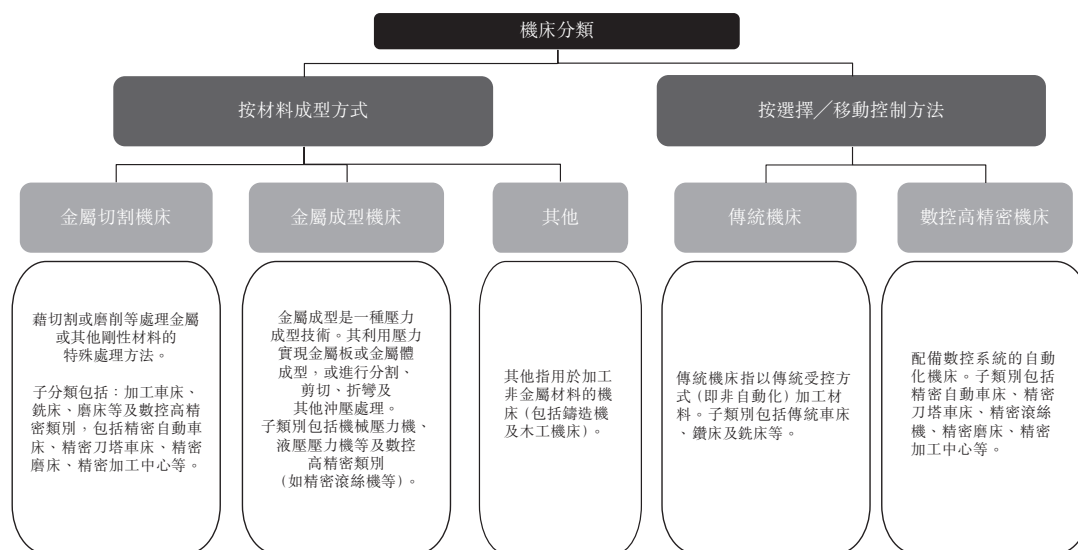 機床分類
按材料成型方式
按選擇／移動控制方法
金屬切割機床
金屬成型機床
其他
傳統機床
數控高精密機床
藉切割或磨削等處理金屬
或其他剛性材料的
特殊處理方法。
子分類包括：加工車床、
銑床、磨床等及數控高精
密類別，包括精密自動車
床、精密刀塔車床、精密
磨床、精密加工中心等。
金屬成型是一種壓力
成型技術。其利用壓力
實現金屬板或金屬體
成型，或進行分割、
剪切、折彎及
其他沖壓處理。
子類別包括機械壓力機、
液壓壓力機等及數控
高精密類別
（如精密滾絲機等）。
其他指用於加工
非金屬材料的機
床（包括鑄造機
及木工機床）。
傳統機床指以傳統受控方
式（即非自動化）加工材
料。子類別包括傳統車床
、鑽床及銑床等。
配備數控系統的自動
化機床。子類別包括
精密自動車床、精密
刀塔車床、精密滾絲
機、精密磨床、精密
加工中心等。